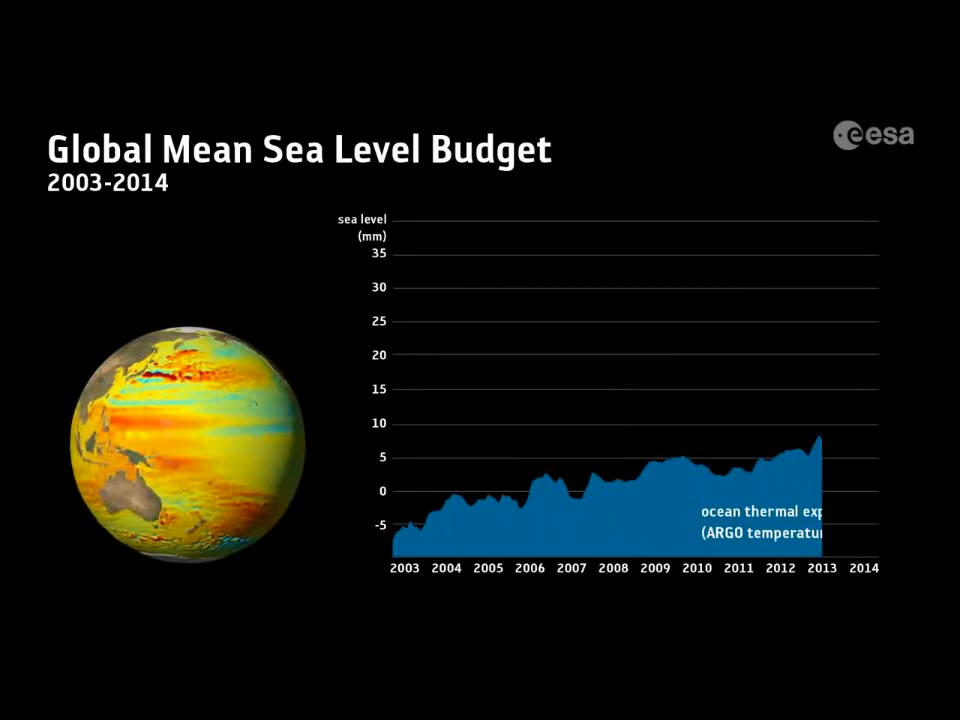 Global Mean Sea Level Budget
2003-2014
esa
sea level
(mm)
35
30
25
20
15
10
5
0
-5
ocean thermal exp
(ARGO temperatur
2003 2004 2005 2006 2007 2008 2009 2010 2011 2012 2013 2014